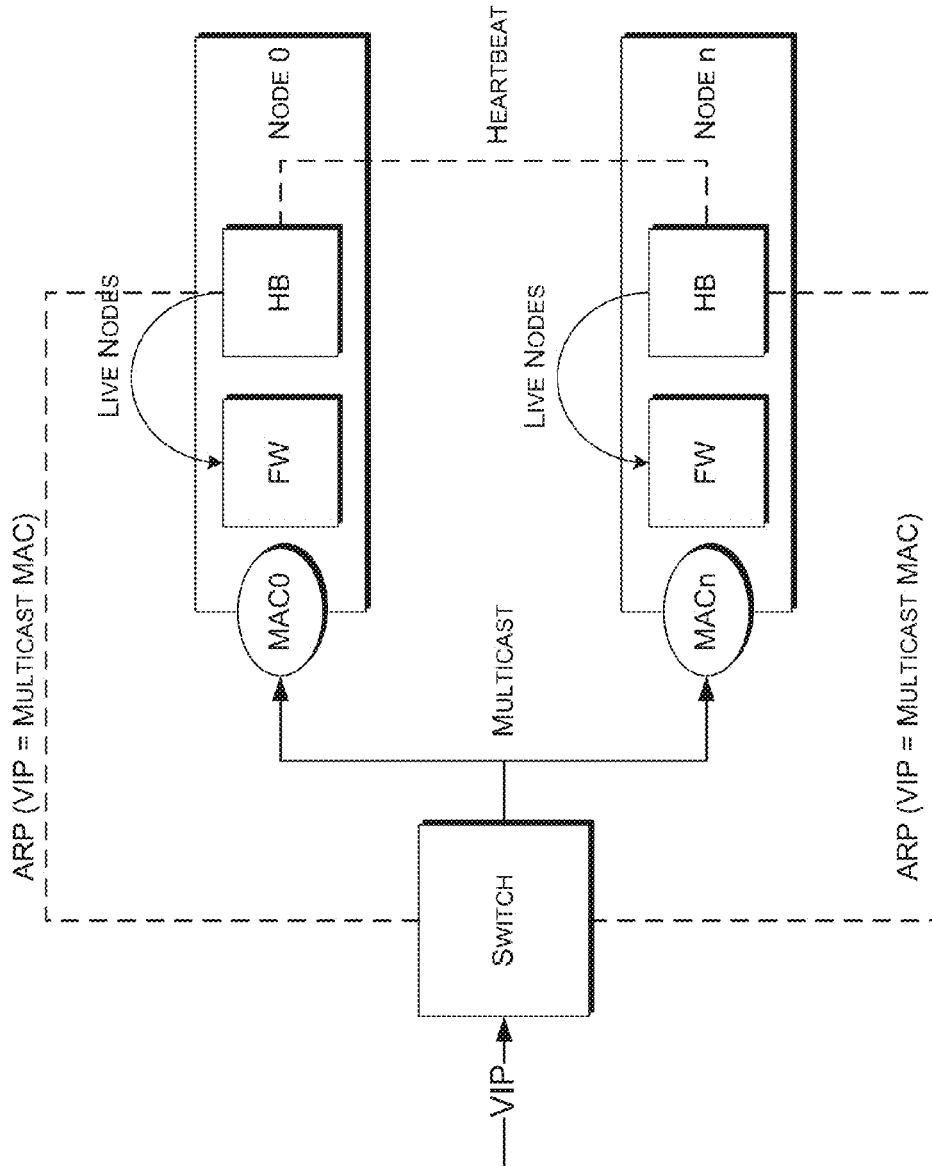 ARP (VIP = MULTICAST MAC)
LIVE NODES
MAC0
FW
HB
NODE 0
VIP
SWITCH
MULTICAST
HEARTBEAT
LIVE NODES
MACn
FW
HB
NODE n
ARP (VIP = MULTICAST MAC)